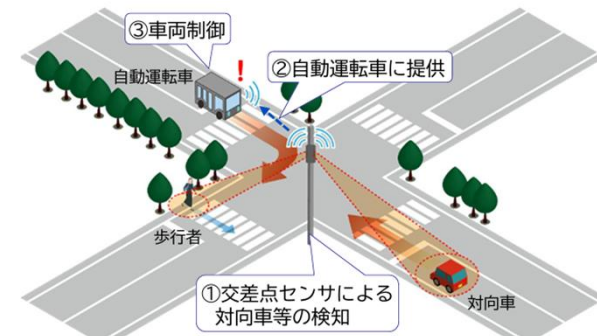 ③車両制御
自動運転車
②自動運転車に提供
歩行者
①交差点センサによる
対向車等の検知
対向車